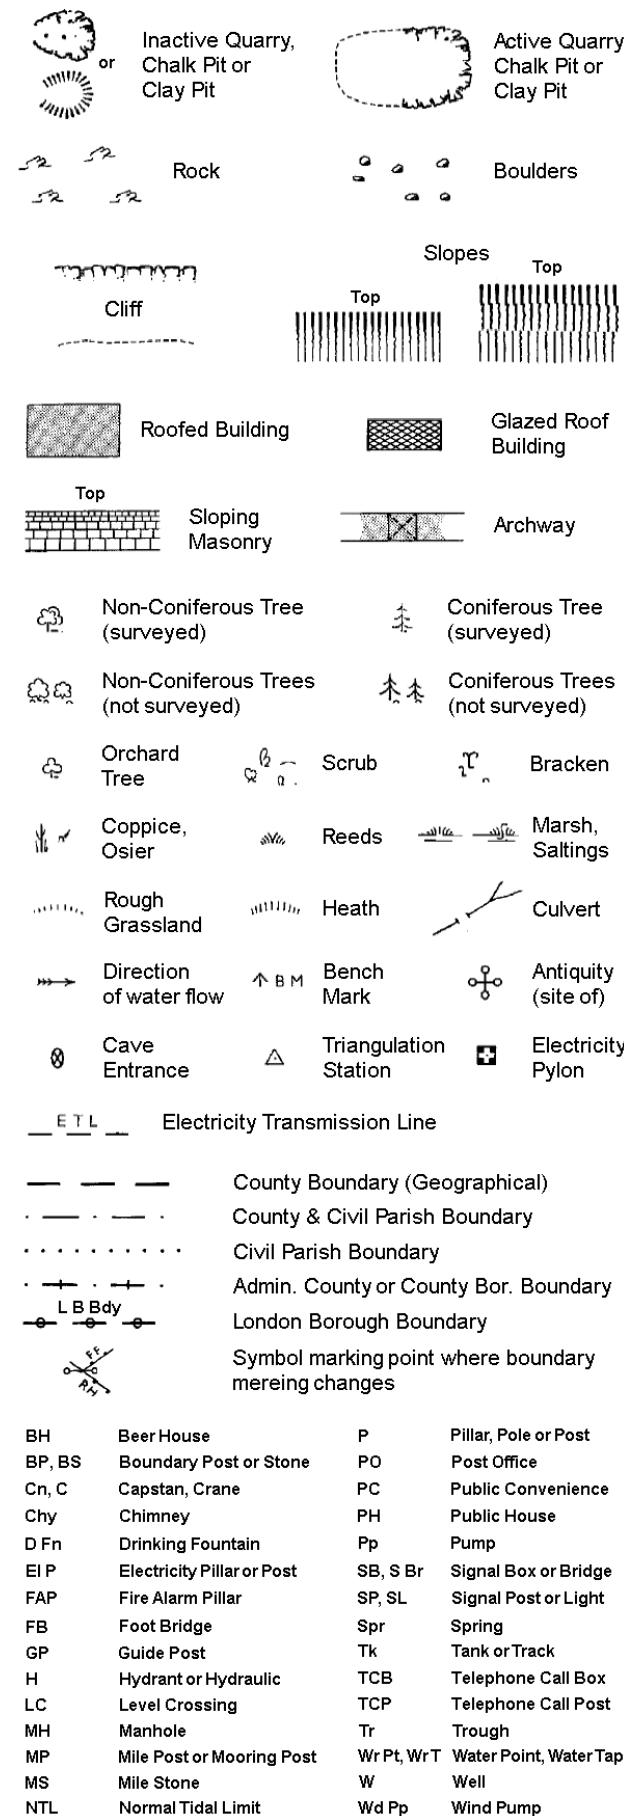 or
Inactive Quarry,
Chalk Pit or
Clay Pit
Active Quarry
Chalk Pit or
Clay Pit
Rock
Boulders
Slopes
Cliff
Top
Top
Roofed Building
Glazed Roof
Building
Top
Sloping
Masonry
Archway
Non-Coniferous Tree
(surveyed)
Coniferous Tree
(surveyed)
Non-Coniferous Trees
(not surveyed)
Coniferous Trees
(not surveyed)
Orchard
Tree
Scrub
Bracken
Coppice,
Osier
Reeds
Marsh,
Saltings
Rough
Grassland
Heath
Culvert
Direction
of water flow
B M
Bench
Mark
Antiquity
(site of)
Cave
Entrance
Triangulation
Station
Electricity
Pylon
E T L
Electricity Transmission Line
County Boundary (Geographical)
County & Civil Parish Boundary
Civil Parish Boundary
Admin. County or County Bor. Boundary
L B Bdy
London Borough Boundary
FF
RH
Symbol marking point where boundary
mereing changes
BH Beer House P Pillar, Pole or Post
BP, BS Boundary Post or Stone PO Post Office
Cn, C Capstan, Crane PC Public Convenience
Chy Chimney PH Public House
D Fn Drinking Fountain Pp Pump
El P Electricity Pillar or Post SB, S Br Signal Box or Bridge
FAP Fire Alarm Pillar SP, SL Signal Post or Light
FB Foot Bridge Spr Spring
GP Guide Post Tk Tank or Track
H Hydrant or Hydraulic TCB Telephone Call Box
LC Level Crossing TCP Telephone Call Post
MH Manhole Tr Trough
MP Mile Post or Mooring Post Wr Pt, Wr T Water Point, Water Tap
MS Mile Stone W Well
NTL Normal Tidal Limit Wd Pp Wind Pump